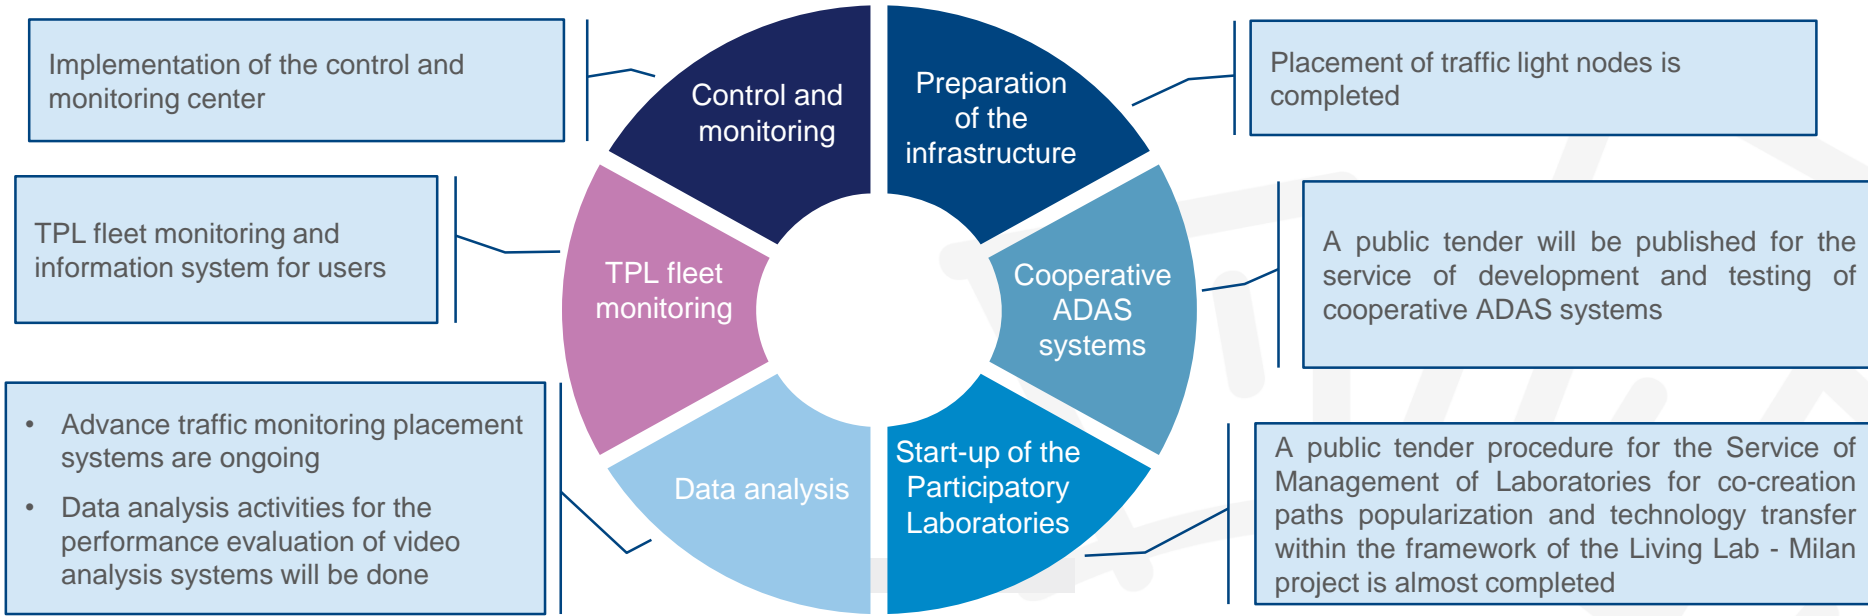 Implementation of the control and
monitoring center
Control and
monitoring
Preparation
of the
infrastructure
Placement of traffic light nodes is
completed
TPL fleet monitoring and
information system for users
TPL fleet
monitoring
Cooperative
ADAS
systems
A public tender will be published for the
service of development and testing of
cooperative ADAS systems
• Advance traffic monitoring placement
systems are ongoing
• Data analysis activities for the
performance evaluation of video
analysis systems will be done
Data analysis
Start-up of the
Participatory
Laboratories
A public tender procedure for the Service of
Management of Laboratories for co-creation
paths popularization and technology transfer
within the framework of the Living Lab - Milan
project is almost completed